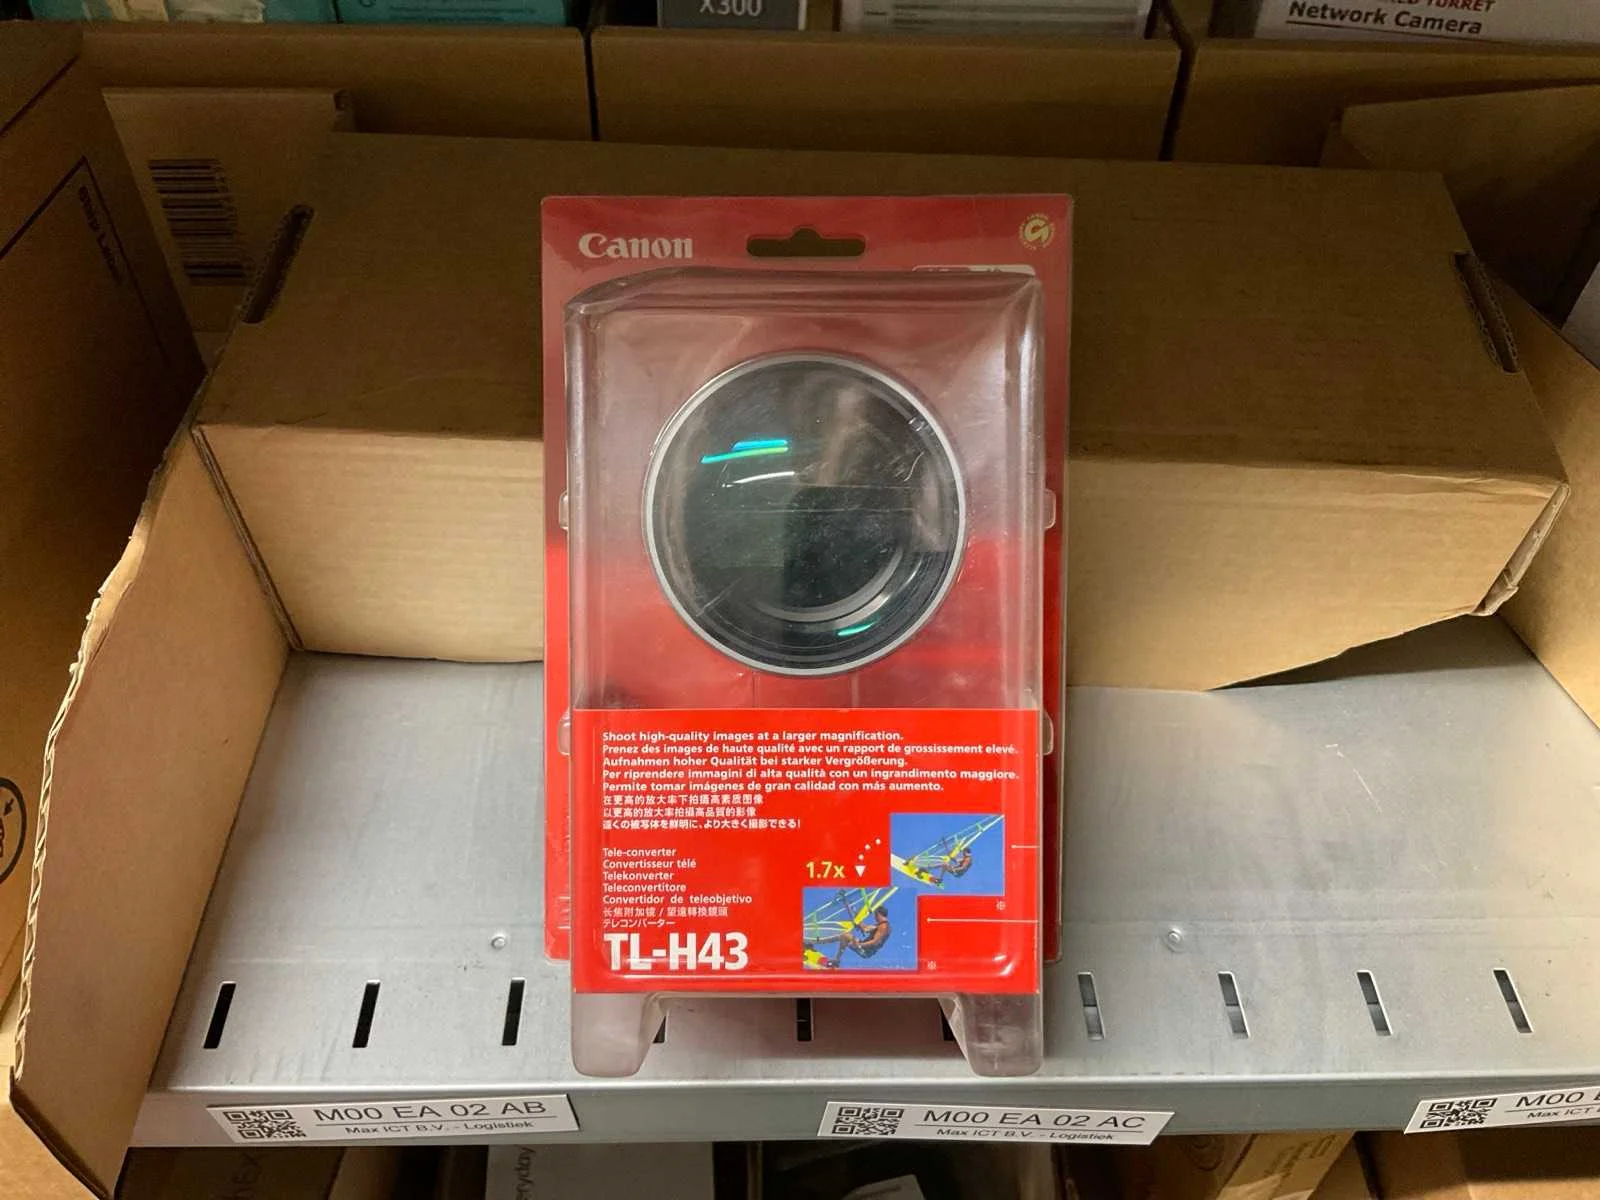 X300
TURRET
Network Camera
Canon
Shoot high-quality images at a larger magnification.
Prenez des images de haute qualité avec un rapport de grossissement elevé.
Aufnahmen hoher Qualität bei starker Vergrößerung.
Per riprendere immagini di alta qualità con un ingrandimento maggiore.
Permite tomar imágenes de gran calidad con más aumento.
在更高的放大率下拍摄高素质图像
以更高的放大率拍攝高品質的影像
遠くの被写体を鮮明に、より大きく撮影できる!
Tele-converter
Convertisseur télé
Telekonverter
Teleconvertitore
Convertidor de teleobjetivo
长焦附加镜 / 望遠轉換鏡頭
テレコンバーター
TL-H43
1.7x
※
※
M00 EA 02 AB
Max ICT B.V. - Logistiek
M00 EA 02 AC
Max ICT B.V. - Logistiek
M00
Max ICT